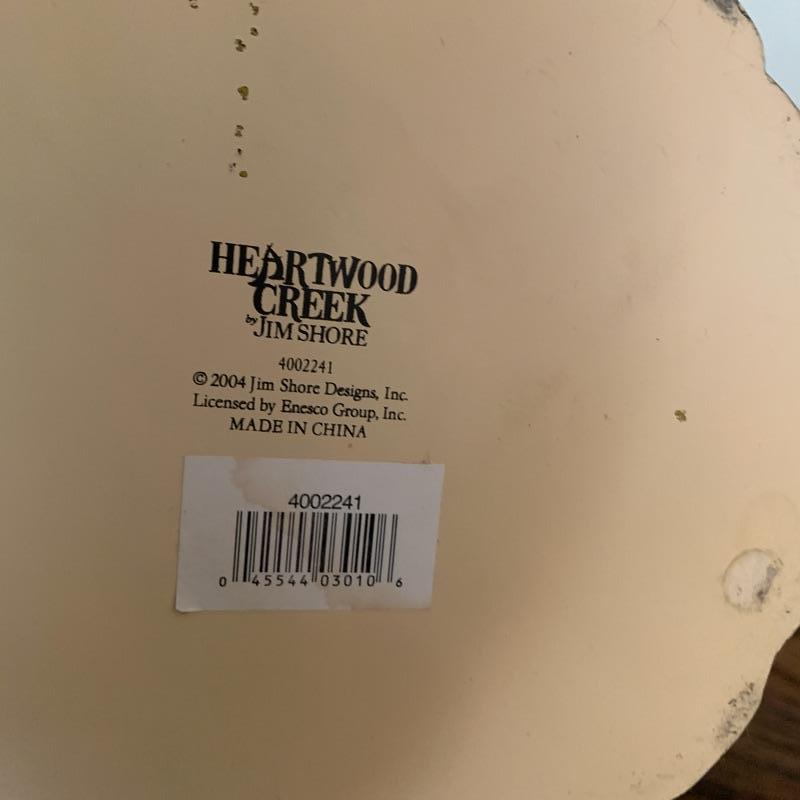 HEARTWOOD
CREEK
by JIM SHORE
4002241
© 2004 Jim Shore Designs, Inc.
Licensed by Enesco Group, Inc.
MADE IN CHINA
4002241
0 45544 03010 6